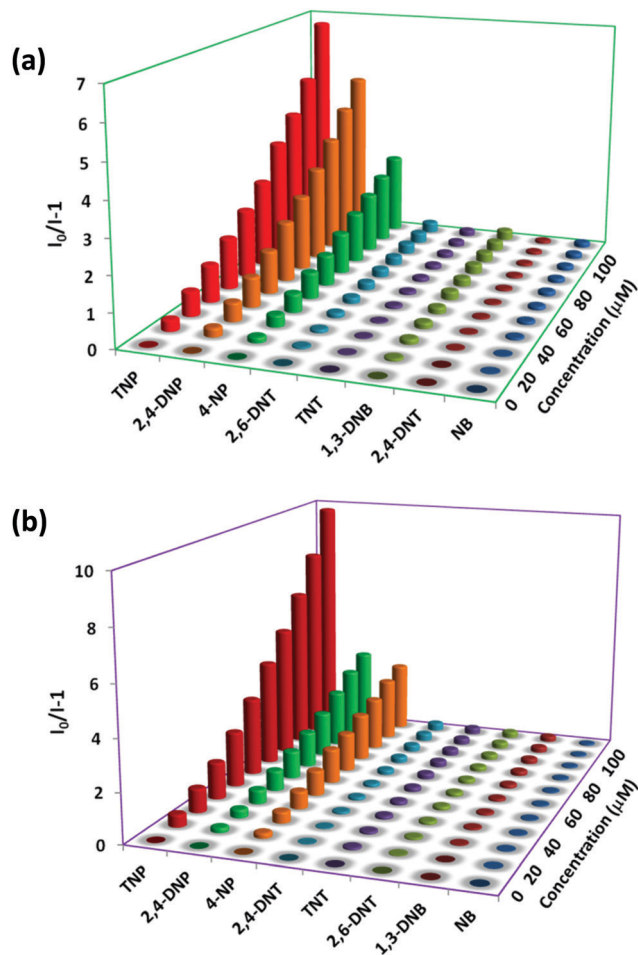 (a)
7
6
5
4
3
2
1
0
I0/I-1
TNP
2,4-DNP
4-NP
2,6-DNT
TNT
1,3-DNB
2,4-DNT
NB
0
20
40
60
80
100
Concentration (µM)
(b)
10
8
6
4
2
0
I0/I-1
TNP
2,4-DNP
4-NP
2,4-DNT
TNT
2,6-DNT
1,3-DNB
NB
0
20
40
60
80
100
Concentration (µM)